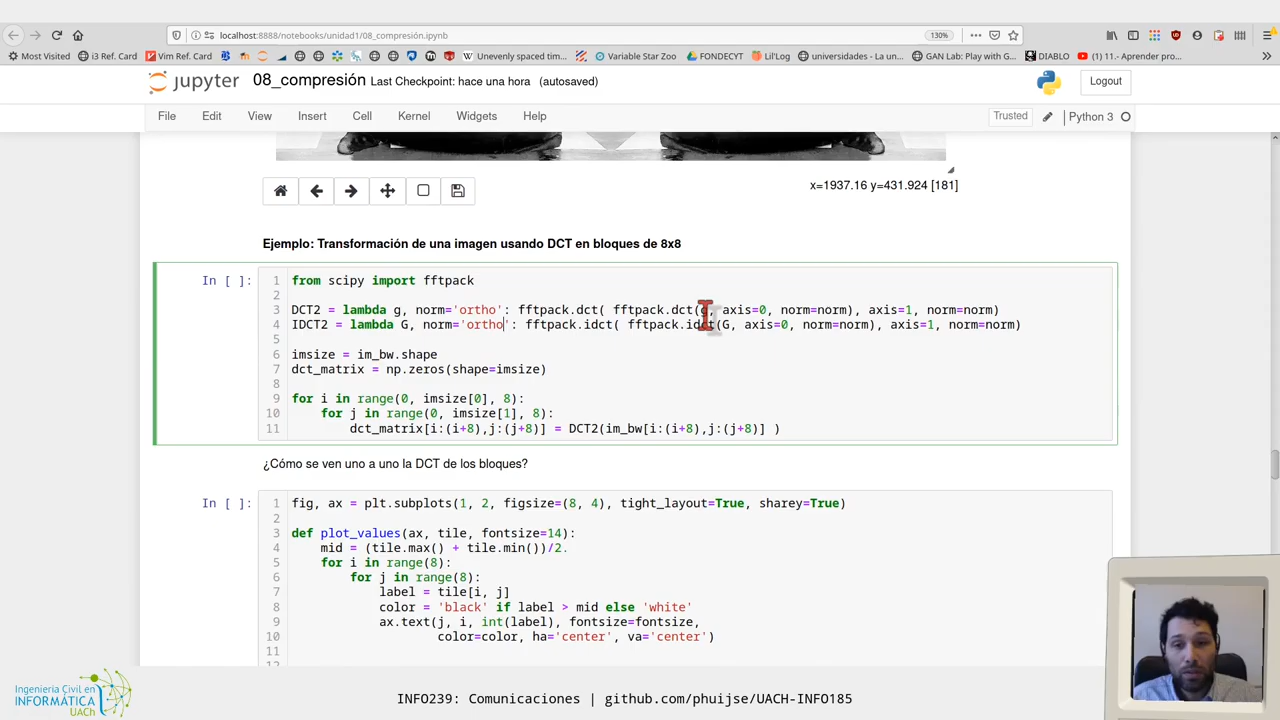 localhost:8888/notebooks/unidad1/08_compresión.ipynb
130%
Most Visited
i3 Ref. Card
Vim Ref. Card
Unevenly spaced tim...
Variable Star Zoo
FONDECYT
Lil'Log
universidades - La un...
GAN Lab: Play with G...
DIABLO
(1) 11.- Aprender pro...
jupyter 08_compresión Last Checkpoint: hace una hora (autosaved)
Logout
File Edit View Insert Cell Kernel Widgets Help
Trusted
Python 3
x=1937.16 y=431.924 [181]
Ejemplo: Transformación de una imagen usando DCT en bloques de 8x8
In [ ]:
1 from scipy import fftpack
2
3 DCT2 = lambda g, norm='ortho': fftpack.dct( fftpack.dct(g, axis=0, norm=norm), axis=1, norm=norm)
4 IDCT2 = lambda G, norm='ortho': fftpack.idct( fftpack.idct(G, axis=0, norm=norm), axis=1, norm=norm)
5
6 imsize = im_bw.shape
7 dct_matrix = np.zeros(shape=imsize)
8
9 for i in range(0, imsize[0], 8):
10 for j in range(0, imsize[1], 8):
11 dct_matrix[i:(i+8),j:(j+8)] = DCT2(im_bw[i:(i+8),j:(j+8)] )
¿Cómo se ven uno a uno la DCT de los bloques?
In [ ]:
1 fig, ax = plt.subplots(1, 2, figsize=(8, 4), tight_layout=True, sharey=True)
2
3 def plot_values(ax, tile, fontsize=14):
4 mid = (tile.max() + tile.min())/2.
5 for i in range(8):
6 for j in range(8):
7 label = tile[i, j]
8 color = 'black' if label > mid else 'white'
9 ax.text(j, i, int(label), fontsize=fontsize,
10 color=color, ha='center', va='center')
11
12
Ingeniería Civil en
INFORMÁTICA
UACh
INFO239: Comunicaciones | github.com/phuijse/UACH-INFO185